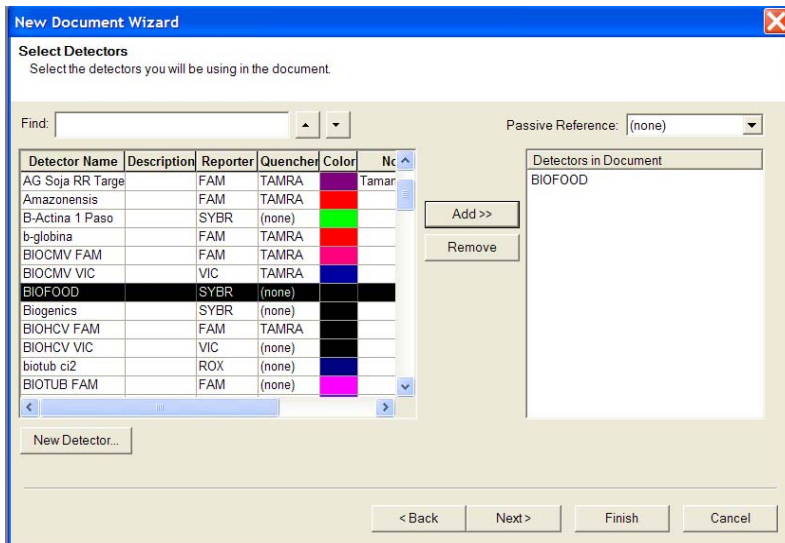 New Document Wizard
Select Detectors
Select the detectors you will be using in the document.
Find:
Passive Reference: (none)
Detector Name Description Reporter Quencher Color No
AG Soja RR Targe FAM TAMRA Tamar
Amazonensis FAM TAMRA
B-Actina 1 Paso SYBR (none)
b-globina FAM TAMRA
BIOCMV FAM FAM TAMRA
BIOCMV VIC VIC TAMRA
BIOFOOD SYBR (none)
Biogenics SYBR (none)
BIOHCV FAM FAM TAMRA
BIOHCV VIC VIC (none)
biotub ci2 ROX (none)
BIOTUB FAM FAM (none)
New Detector...
Add >>
Remove
Detectors in Document
BIOFOOD
< Back Next > Finish Cancel